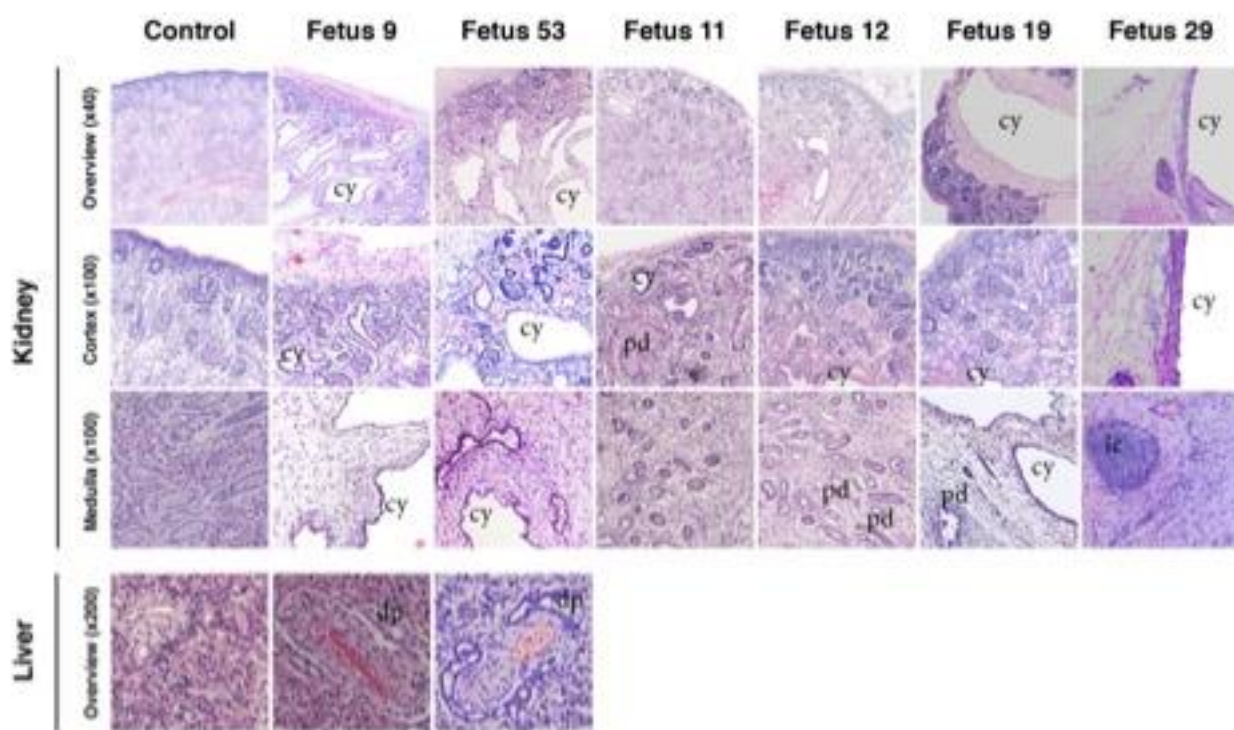 Control Fetus 9 Fetus 53 Fetus 11 Fetus 12 Fetus 19 Fetus 29
Kidney
Overview (x40)
cy cy cy cy
Cortex (x100)
cy cy cy pd cy cy cy
Medulla (x100)
cy cy pd pd pd cy ic
Liver
Overview (x200)
dp dp